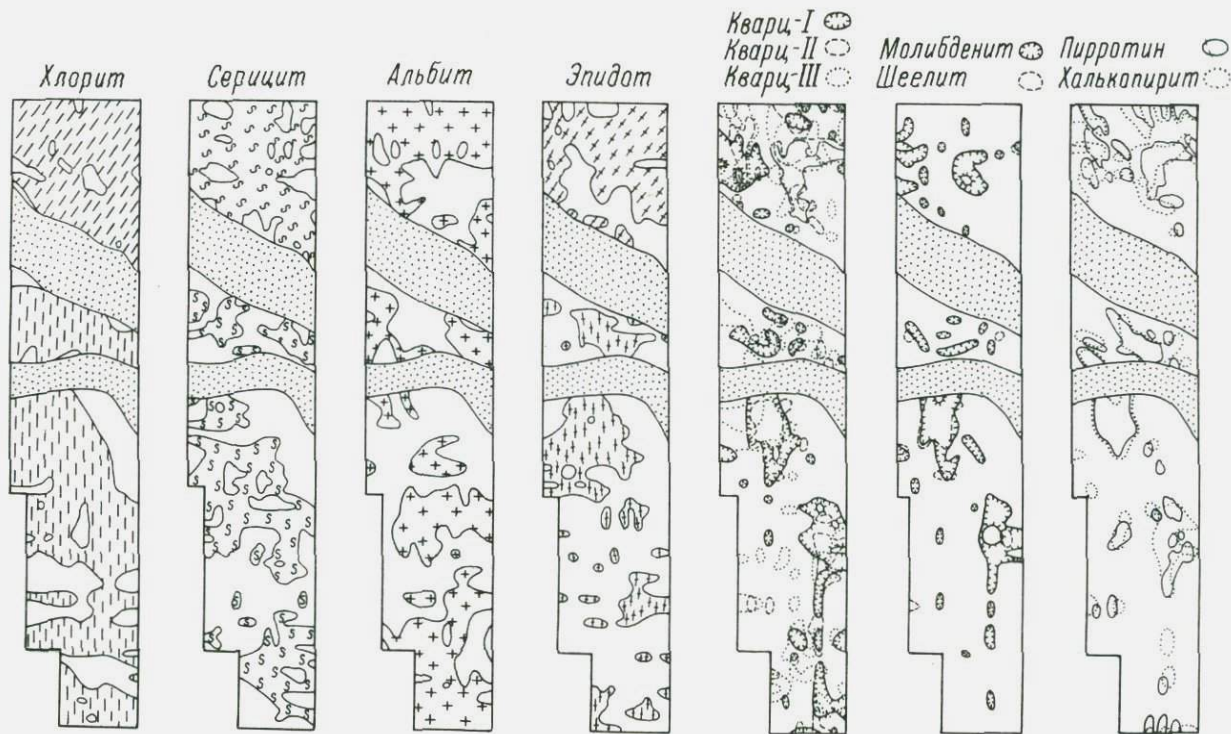 Хлорит
Серицит
Альбит
Эпидот
Кварц-I
Кварц-II
Кварц-III
Молибденит
Шеелит
Пирротин
Халькопирит